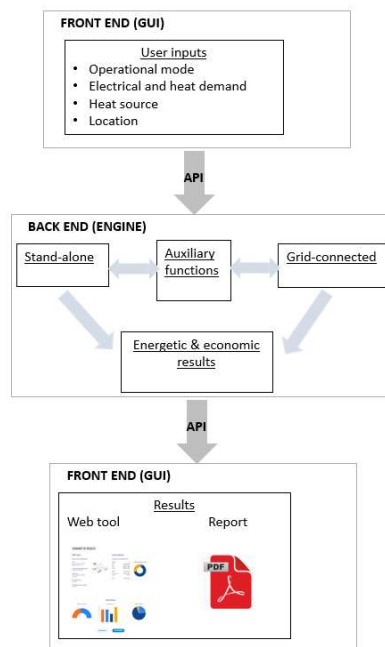 FRONT END (GUI)
User inputs
• Operational mode
• Electrical and heat demand
• Heat source
• Location
API
BACK END (ENGINE)
Stand-alone
Auxiliary
functions
Grid-connected
Energetic & economic
results
API
FRONT END (GUI)
Results
Web tool
Report
PDF